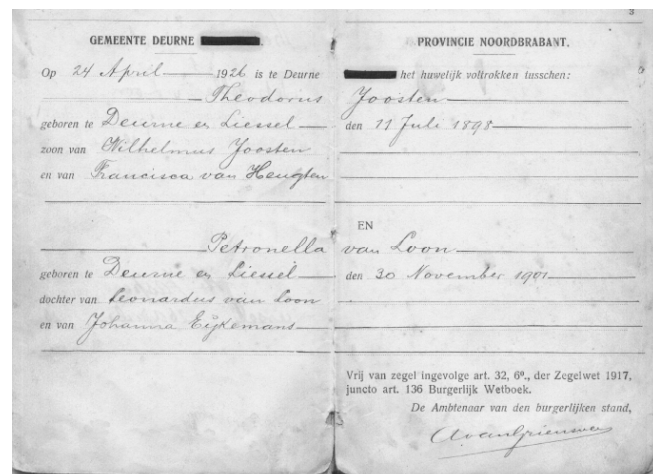 3
GEMEENTE DEURNE
Op 24 April 1926 is te Deurne
Theodorus
geboren te Deurne en Liessel
zoon van Wilhelmus Joosten
en van Francisca van Heugten
Petronella
geboren te Deurne en Liessel
dochter van Leonardus van Loon
en van Johanna Eijkemans
PROVINCIE NOORDBRABANT.
het huwelijk voltrokken tusschen:
Joosten
den 11 Juli 1898
EN
van Loon
den 30 November 1901
Vrij van zegel ingevolge art. 32, 6º., der Zegelwet 1917,
juncto art. 136 Burgerlijk Wetboek.
De Ambtenaar van den burgerlijken stand,